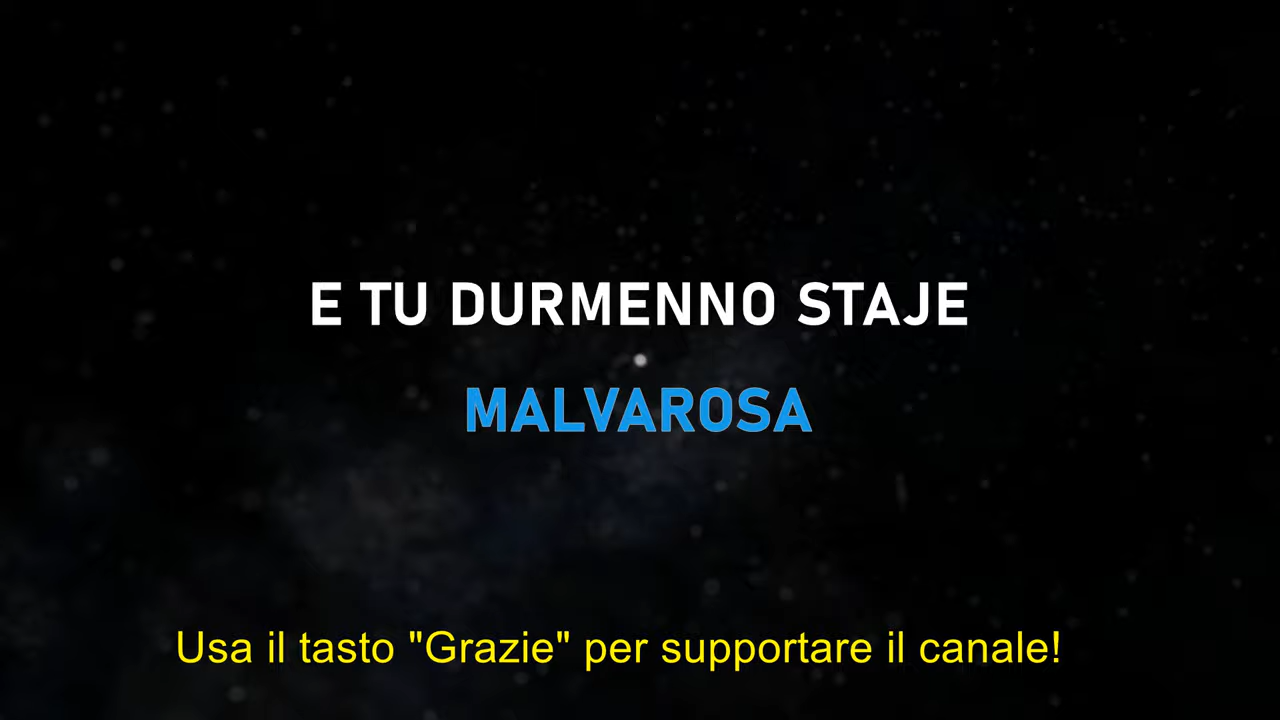 E TU DURMENNO STAJE
MALVAROSA
Usa il tasto "Grazie" per supportare il canale!